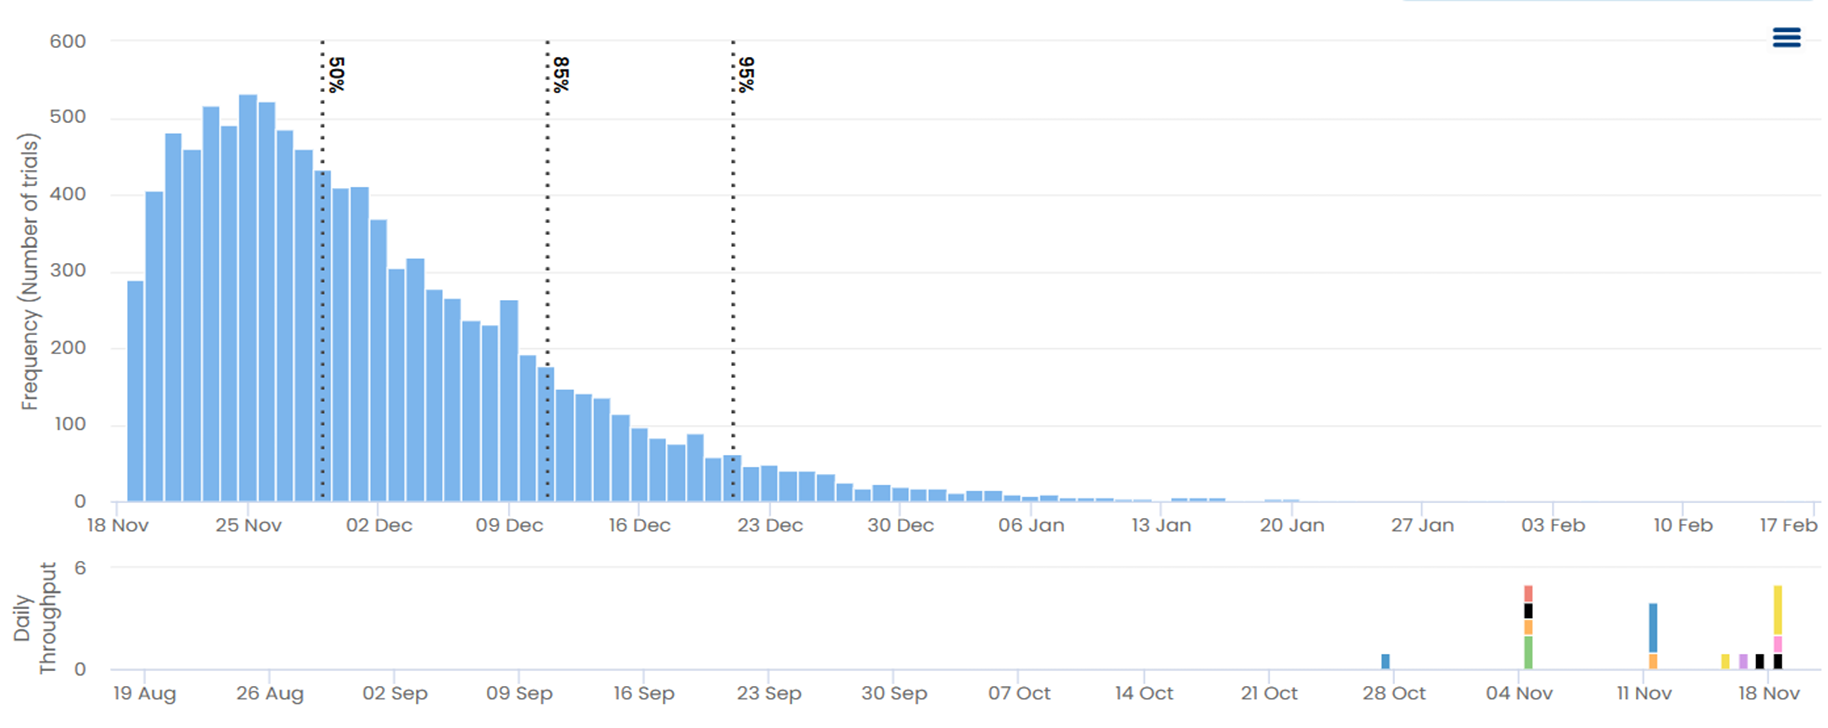 600
500
400
300
200
100
0
Frequency (Number of trials)
50%
85%
95%
18 Nov 25 Nov 02 Dec 09 Dec 16 Dec 23 Dec 30 Dec 06 Jan 13 Jan 20 Jan 27 Jan 03 Feb 10 Feb 17 Feb
6
0
Daily
Throughput
19 Aug 26 Aug 02 Sep 09 Sep 16 Sep 23 Sep 30 Sep 07 Oct 14 Oct 21 Oct 28 Oct 04 Nov 11 Nov 18 Nov